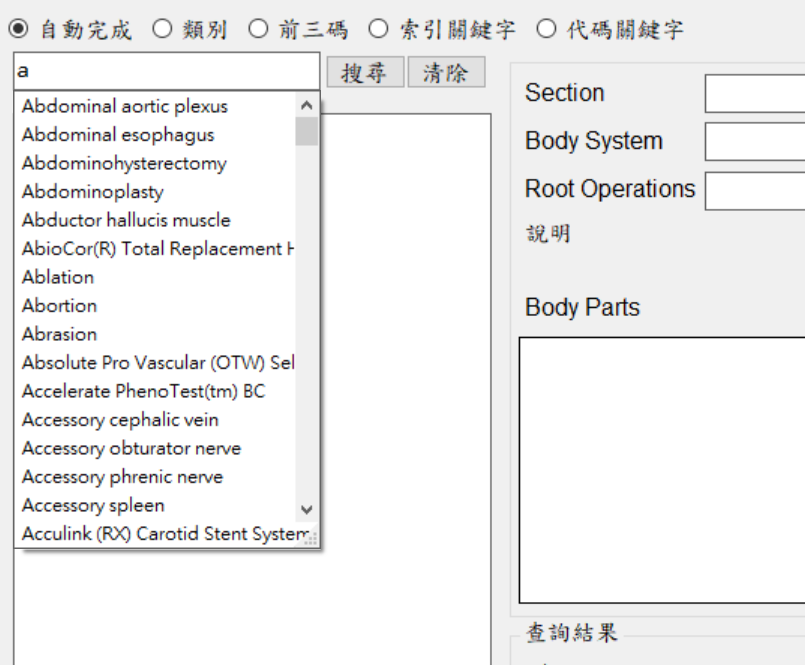 自動完成 類別 前三碼 索引關鍵字 代碼關鍵字
a 搜尋 清除
Abdominal aortic plexus
Abdominal esophagus
Abdominohysterectomy
Abdominoplasty
Abductor hallucis muscle
AbioCor(R) Total Replacement
Ablation
Abortion
Abrasion
Absolute Pro Vascular (OTW) Sel
Accelerate PhenoTest(tm) BC
Accessory cephalic vein
Accessory obturator nerve
Accessory phrenic nerve
Accessory spleen
Acculink (RX) Carotid Stent System
Section
Body System
Root Operations
說明
Body Parts
查詢結果